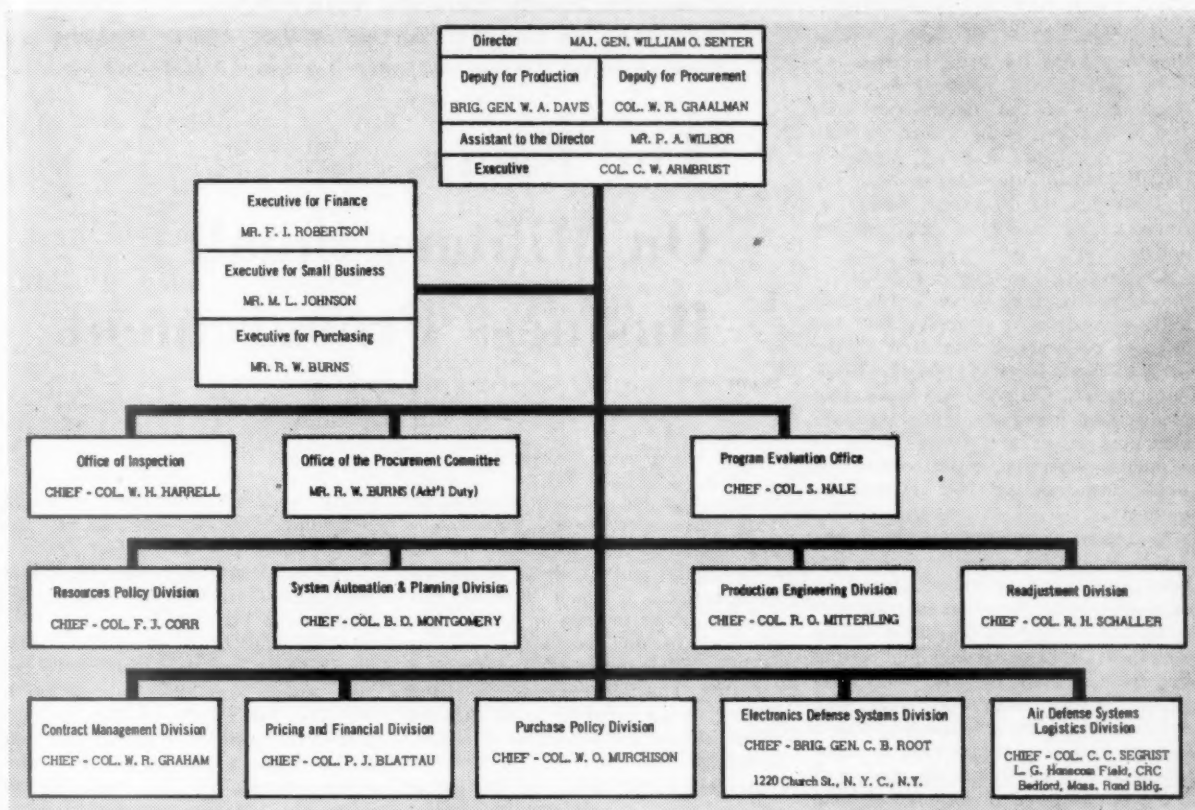 Director MAJ. GEN. WILLIAM O. SENTER
Deputy for Production
BRIG. GEN. W. A. DAVIS
Deputy for Procurement
COL. W. R. GRAALMAN
Assistant to the Director MR. P. A. WILBOR
Executive COL. C. W. ARMBRUST
Executive for Finance
MR. F. I. ROBERTSON
Executive for Small Business
MR. M. L. JOHNSON
Executive for Purchasing
MR. R. W. BURNS
Office of Inspection
CHIEF - COL. W. H. HARRELL
Office of the Procurement Committee
MR. R. W. BURNS (Add'l Duty)
Program Evaluation Office
CHIEF - COL. S. HALE
Resources Policy Division
CHIEF - COL. F. J. CORR
System Automation & Planning Division
CHIEF - COL. B. D. MONTGOMERY
Production Engineering Division
CHIEF - COL. R. O. MITTERLING
Readjustment Division
CHIEF - COL. R. H. SCHALLER
Contract Management Division
CHIEF - COL. W. R. GRAHAM
Pricing and Financial Division
CHIEF - COL. P. J. BLATTAU
Purchase Policy Division
CHIEF - COL. W. O. MURCHISON
Electronics Defense Systems Division
CHIEF - BRIG. GEN. C. B. ROOT
1220 Church St., N. Y. C., N.Y.
Air Defense Systems
Logistics Division
CHIEF - COL. C. C. SEGRIST
L. G. Hanscom Field, CRC
Bedford, Mass. Rand Bldg.